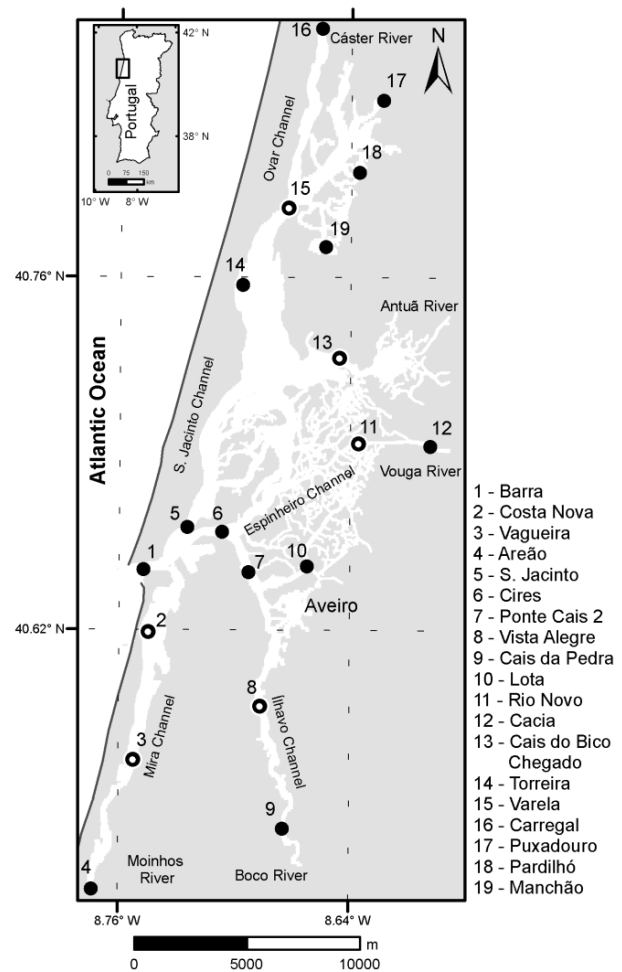 42° N
38° N
Portugal
0 75 150
km
10° W 8° W
N
16
Cáster River
17
Ovar Channel
18
15
19
40.76° N
14
Antuã River
13
Atlantic Ocean
S. Jacinto Channel
11
12
Vouga River
Espinheiro Channel
5
6
1
7
10
Aveiro
2
40.62° N
8
Ílhavo Channel
3
Mira Channel
9
4
Moinhos
River
Boco River
8.76° W
8.64° W
m
0
5000
10000
1 - Barra
2 - Costa Nova
3 - Vagueira
4 - Areão
5 - S. Jacinto
6 - Cires
7 - Ponte Cais 2
8 - Vista Alegre
9 - Cais da Pedra
10 - Lota
11 - Rio Novo
12 - Cacia
13 - Cais do Bico
Chegado
14 - Torreira
15 - Varela
16 - Carregal
17 - Puxadouro
18 - Pardilhó
19 - Manchão